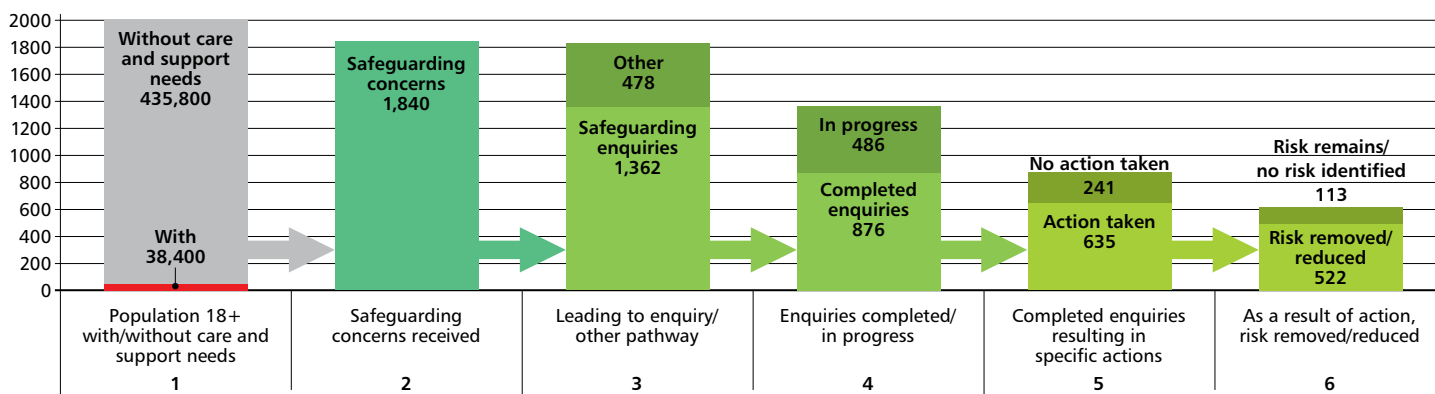 2000
1800
1600
1400
1200
1000
800
600
400
200
0
Without care
and support
needs
435,800
With
38,400
Safeguarding
concerns
1,840
Other
478
Safeguarding
enquiries
1,362
In progress
486
Completed
enquiries
876
No action taken
241
Action taken
635
Risk remains/
no risk identified
113
Risk removed/
reduced
522
Population 18+
with/without care and
support needs
1
Safeguarding
concerns received
2
Leading to enquiry/
other pathway
3
Enquiries completed/
in progress
4
Completed enquiries
resulting in
specific actions
5
As a result of action,
risk removed/reduced
6